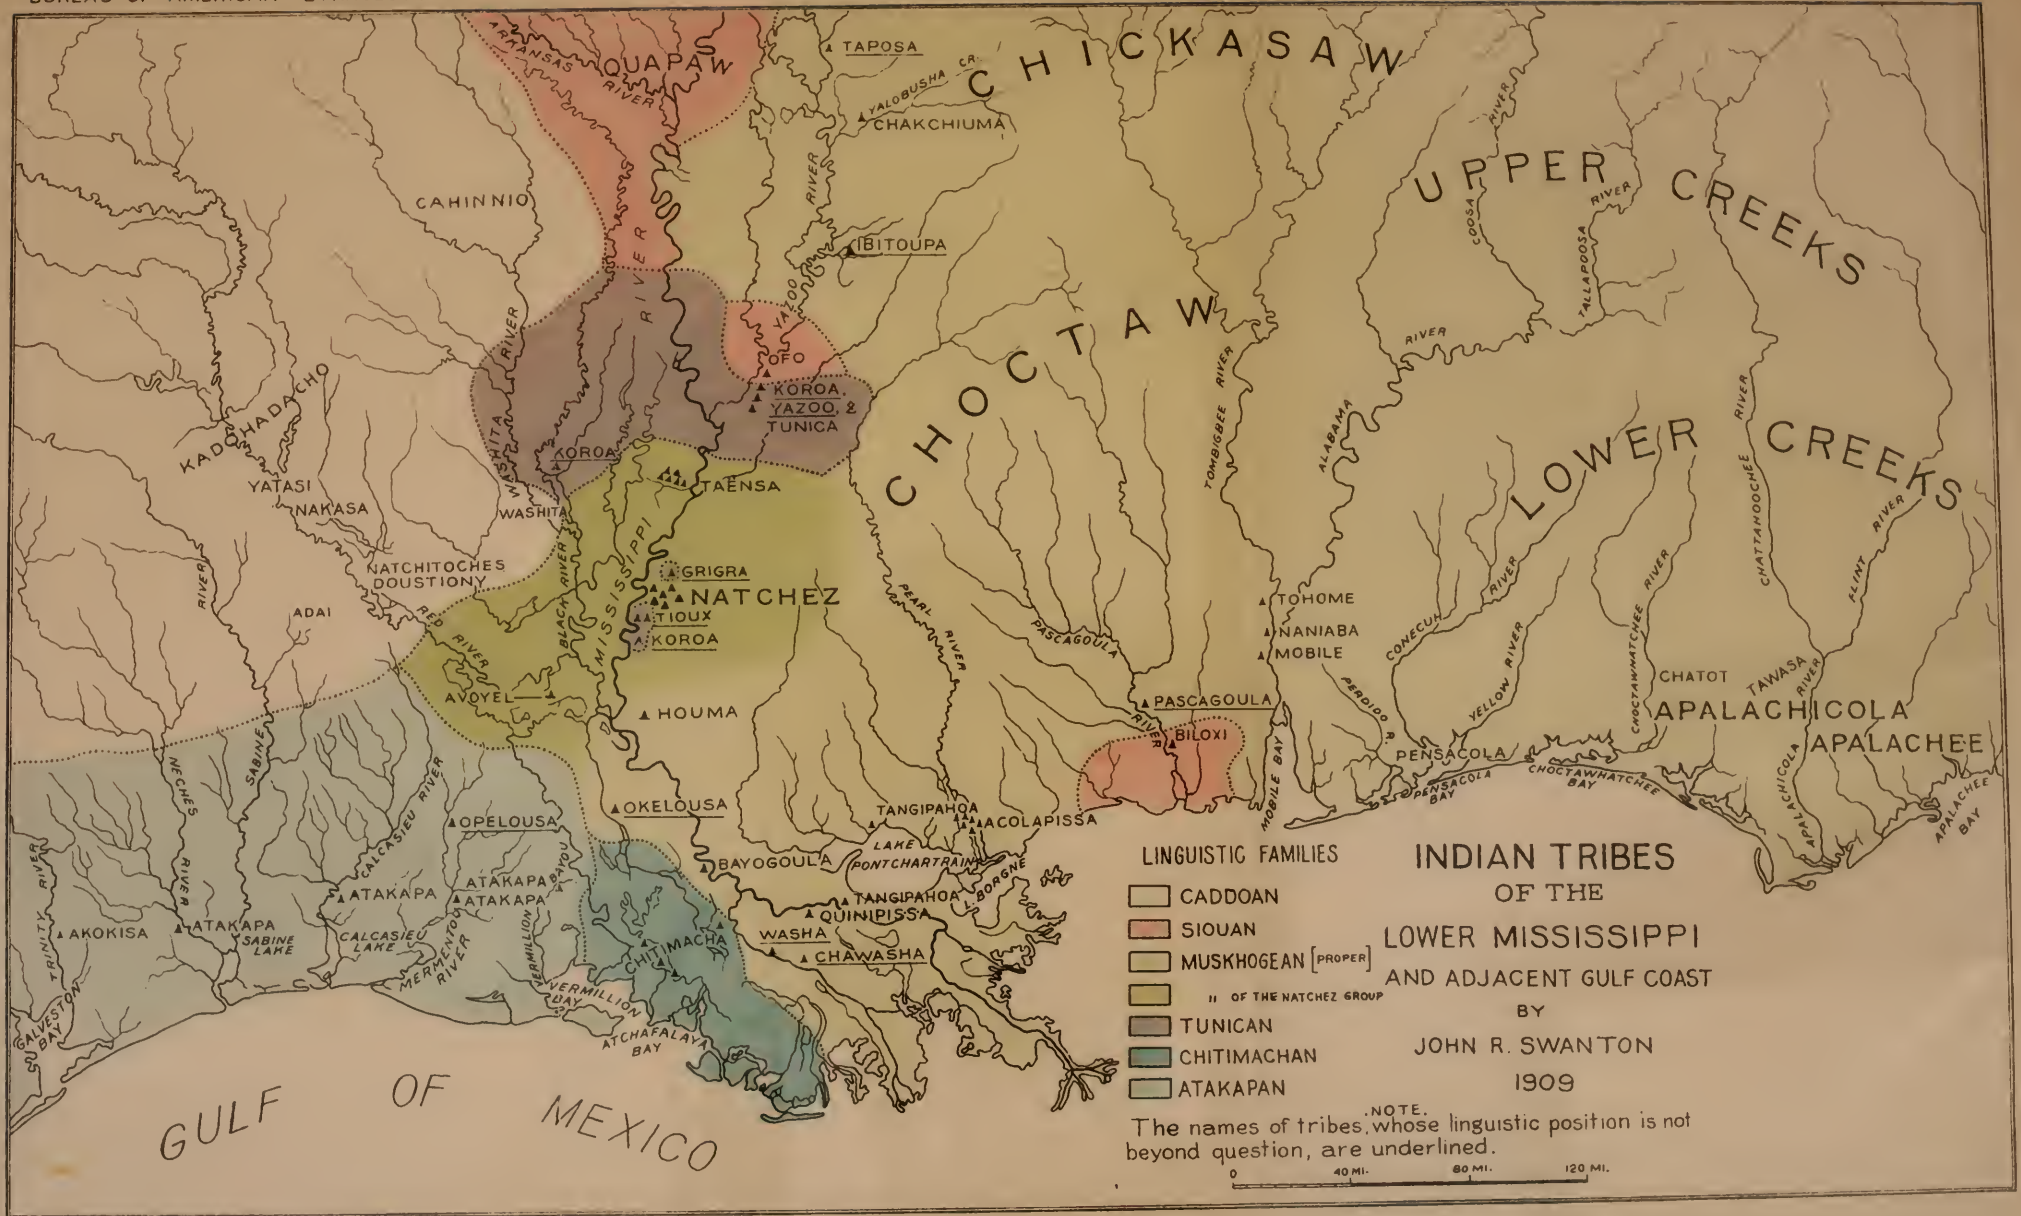 BUREAU OF AMERICAN
ARKANSAS
RIVER
QUAPAW
TAPOSA
YALOBUSHA CR.
CHAKCHIUMA
CHICKASAW
CAHINNIO
RIVER
IBITOUPA
YAZOO
UPPER CREEKS
COOSA
RIVER
TALLAPOOSA
RIVER
RIVER
WASHITA
RIVER
OFO
KOROA,
YAZOO, &
TUNICA
KOROA
CHOCTAW
TOMBIGBEE RIVER
ALABAMA
RIVER
CHATTAHOOCHEE RIVER
LOWER CREEKS
FLINT
RIVER
KADOHADACHO
YATASI
NAKASA
WASHITA
TAENSA
NATCHITOCHES
DOUSTIONY
RIVER
ADAI
RED
RIVER
BLACK RIVER
MISSISSIPPI
GRIGRA
NATCHEZ
TIOUX
KOROA
AVOYEL
HOUMA
PEARL
RIVER
PASCAGOULA
RIVER
TOHOME
NANIABA
MOBILE
PASCAGOULA
BILOXI
MOBILE BAY
PERDIDO R.
CONECUH
RIVER
YELLOW RIVER
CHOCTAWHATCHEE RIVER
CHATOT
TAWASA
RIVER
APALACHICOLA
APALACHEE
PENSACOLA
PENSACOLA
BAY
CHOCTAWHATCHEE
BAY
APALACHICOLA
APALACHEE
BAY
NECHES
RIVER
SABINE
CALCASIEU RIVER
OKELOUSA
OPELOUSA
TANGIPAHOA
ACOLAPISSA
LAKE
PONTCHARTRAIN
L. BORGNE
BAYOGOULA
TANGIPAHOA
QUINIPISSA
WASHA
CHAWASHA
ATAKAPA
ATAKAPA
ATAKAPA
BAYOU
VERMILLION
ATAKAPA
AKOKISA
TRINITY RIVER
SABINE
LAKE
CALCASIEU
LAKE
MERMENTOU
RIVER
CHITIMACHA
VERMILLION
BAY
ATCHAFALAYA
BAY
GALVESTON
BAY
GULF OF MEXICO
LINGUISTIC FAMILIES
CADDOAN
SIOUAN
MUSKHOGEAN [PROPER]
" OF THE NATCHEZ GROUP
TUNICAN
CHITIMACHAN
ATAKAPAN
INDIAN TRIBES
OF THE
LOWER MISSISSIPPI
AND ADJACENT GULF COAST
BY
JOHN R. SWANTON
1909
NOTE.
The names of tribes, whose linguistic position is not
beyond question, are underlined.
0 40 MI. 80 MI. 120 MI.